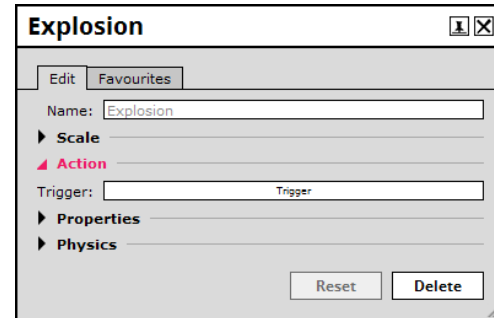 Explosion
Edit Favourites
Name: Explosion
Scale
Action
Trigger: Trigger
Properties
Physics
Reset Delete